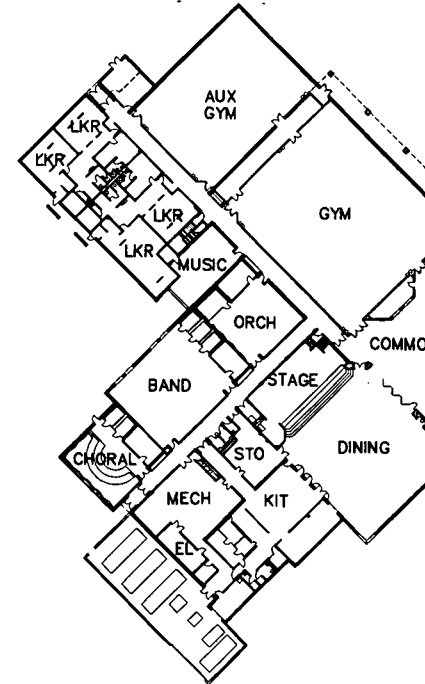 AUX
GYM
LKR
LKR
GYM
LKR
LKR
MUSIC
ORCH
COMMO
BAND
STAGE
DINING
CHORAL
STO
MECH
KIT
EL